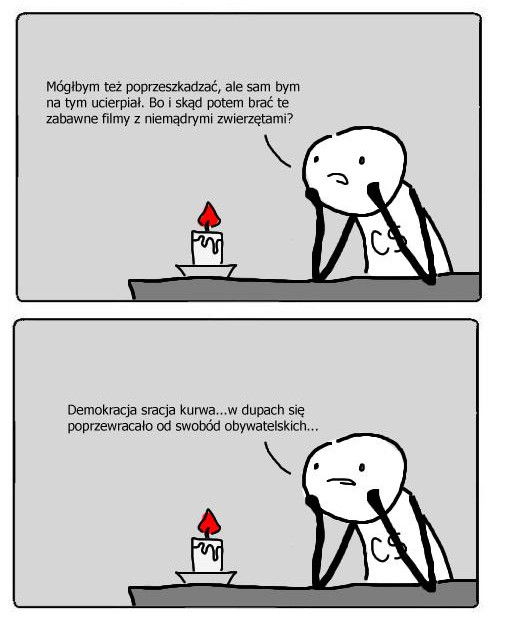 Mógłbym też poprzeszkadzać, ale sam bym
na tym ucierpiał. Bo i skąd potem brać te
zabawne filmy z niemądrymi zwierzętami?
CS
Demokracja sracja kurwa...w dupach się
poprzewracało od swobód obywatelskich...
CS